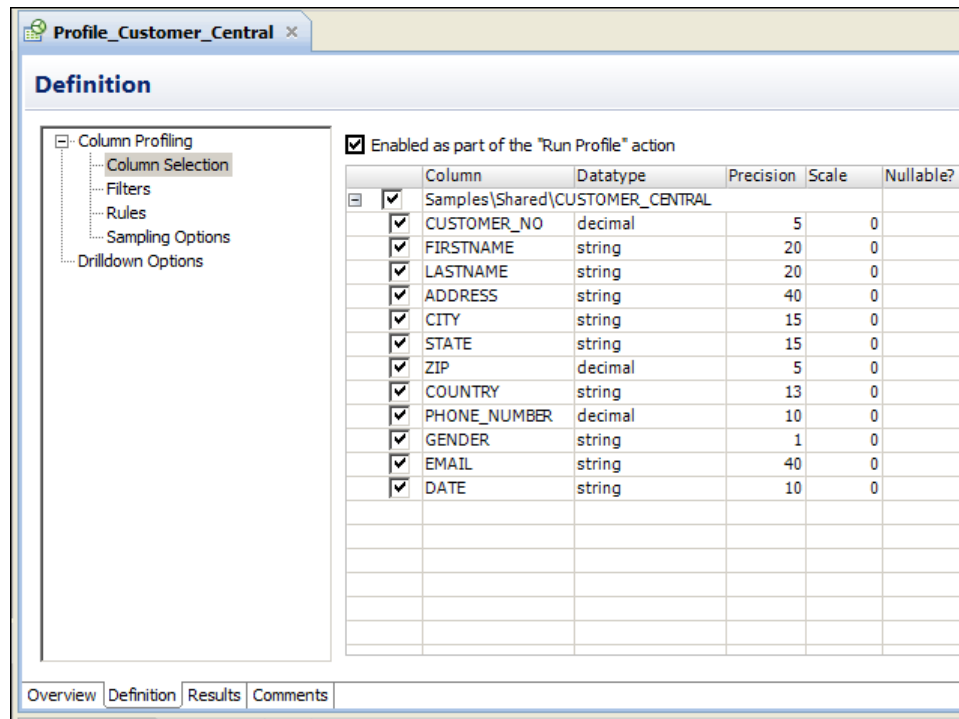 Profile_Customer_Central
Definition
Column Profiling
Column Selection
Filters
Rules
Sampling Options
Drilldown Options
Enabled as part of the "Run Profile" action
Column Datatype Precision Scale Nullable?
Samples\Shared\CUSTOMER_CENTRAL
CUSTOMER_NO decimal 5 0
FIRSTNAME string 20 0
LASTNAME string 20 0
ADDRESS string 40 0
CITY string 15 0
STATE string 15 0
ZIP decimal 5 0
COUNTRY string 13 0
PHONE_NUMBER decimal 10 0
GENDER string 1 0
EMAIL string 40 0
DATE string 10 0
Overview Definition Results Comments